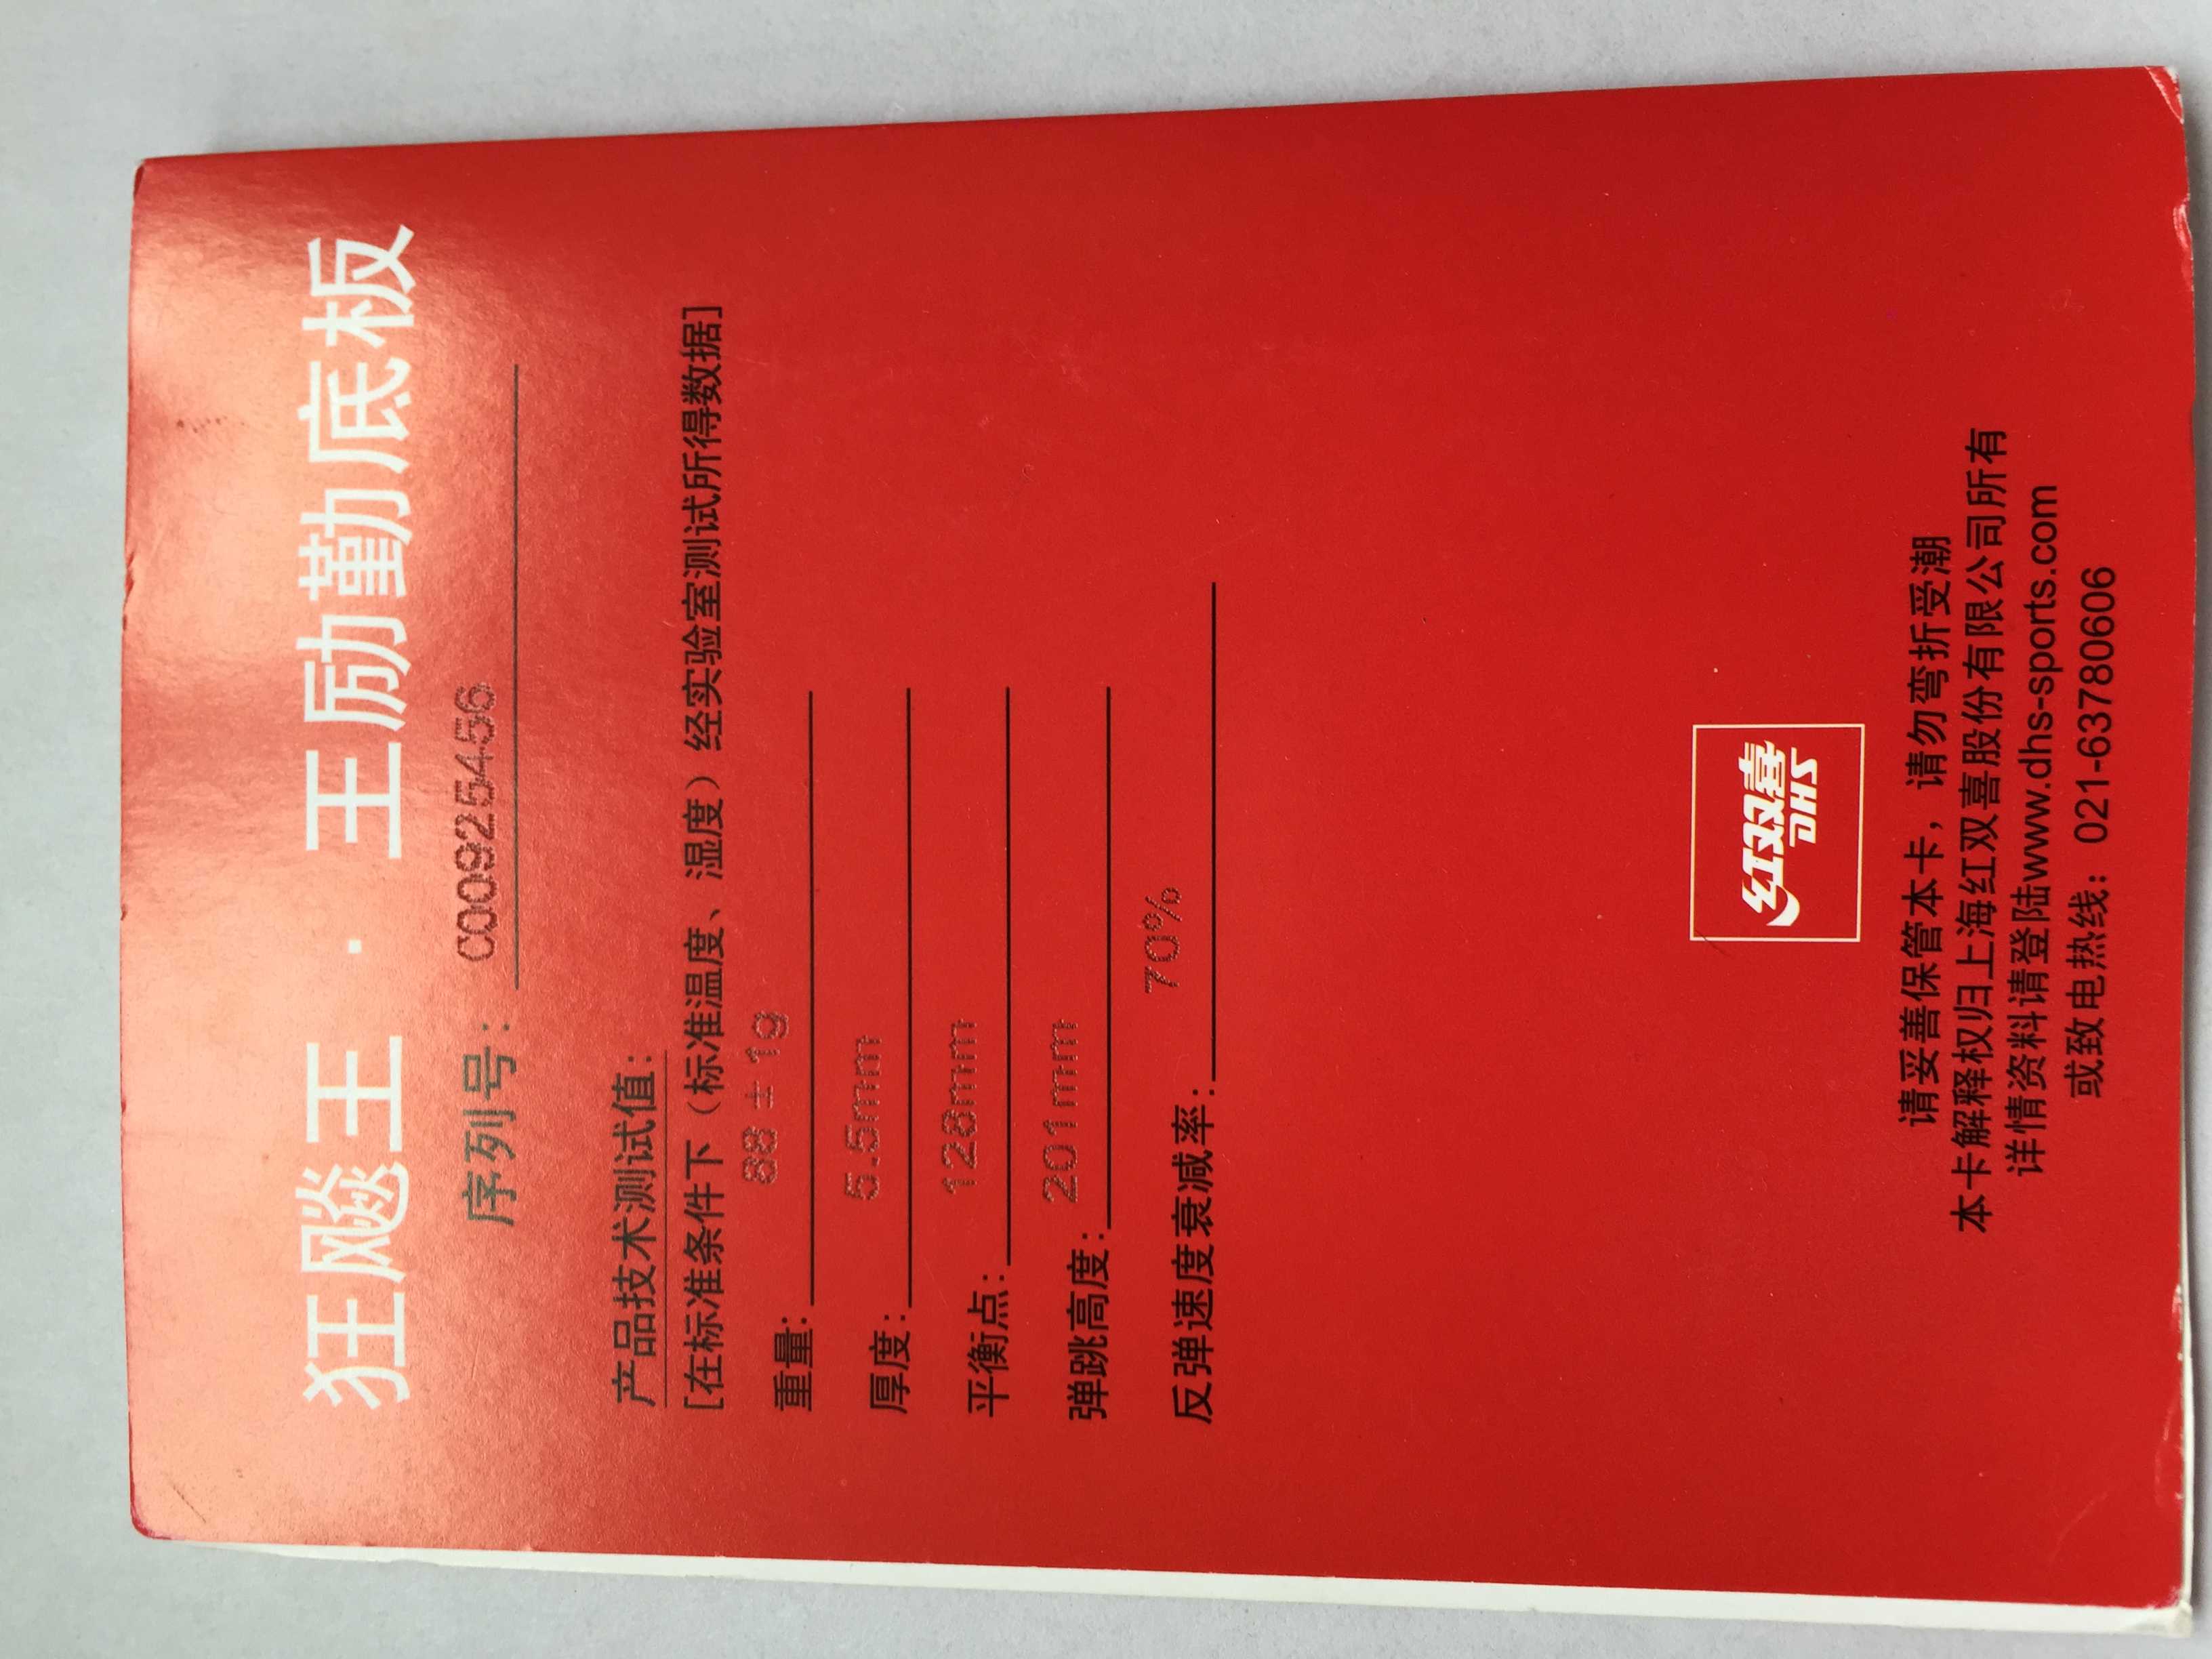 狂飚王·王励勤底板
序列号: C00925456
产品技术测试值:
[在标准条件下（标准温度、湿度）经实验室测试所得数据]
重量: 88±1g
厚度: 5.5mm
平衡点: 128mm
弹跳高度: 201mm
反弹速度衰减率: 70%
红双喜
DHS
请妥善保管本卡，请勿弯折受潮
本卡解释权归上海红双喜股份有限公司所有
详情资料请登陆www.dhs-sports.com
或致电热线：021-63780606